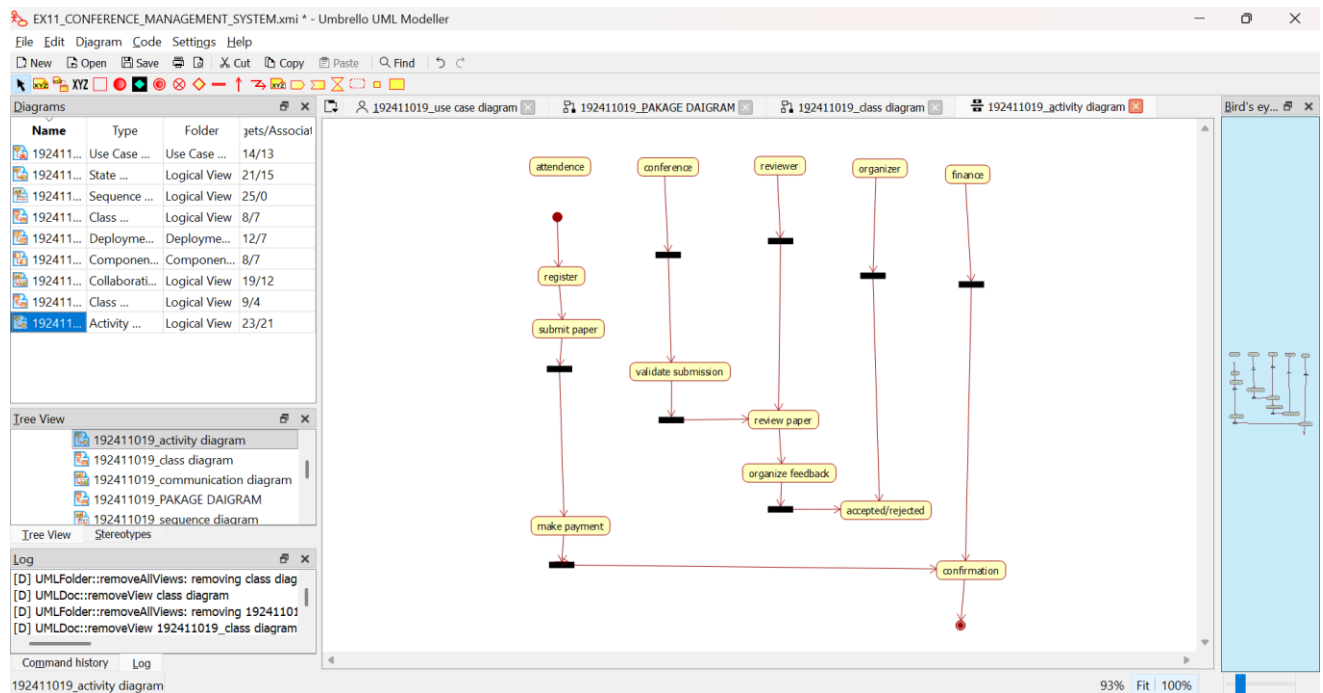 EX11_CONFERENCE_MANAGEMENT_SYSTEM.xmi * - Umbrello UML Modeller
File Edit Diagram Code Settings Help
New Open Save Cut Copy Paste Find
XYZ
Diagrams
Name Type Folder gets/Associat
192411... Use Case ... Use Case ... 14/13
192411... State ... Logical View 21/15
192411... Sequence ... Logical View 25/0
192411... Class ... Logical View 8/7
192411... Deployme... Deployme... 12/7
192411... Componen... Componen... 8/7
192411... Collaborati... Logical View 19/12
192411... Class ... Logical View 9/4
192411... Activity ... Logical View 23/21
Tree View
192411019_activity diagram
192411019_class diagram
192411019_communication diagram
192411019_PAKAGE DAIGRAM
192411019_sequence diagram
Tree View Stereotypes
Log
[D] UMLFolder::removeAllViews: removing class diag
[D] UMLDoc::removeView class diagram
[D] UMLFolder::removeAllViews: removing 19241101
[D] UMLDoc::removeView 192411019_class diagram
Command history Log
192411019_use case diagram 192411019_PAKAGE DAIGRAM 192411019_class diagram 192411019_activity diagram
attendence conference reviewer organizer finance
register
submit paper
validate submission
review paper
organize feedback
accepted/rejected
make payment
confirmation
Bird's ey...
192411019_activity diagram 93% Fit 100%